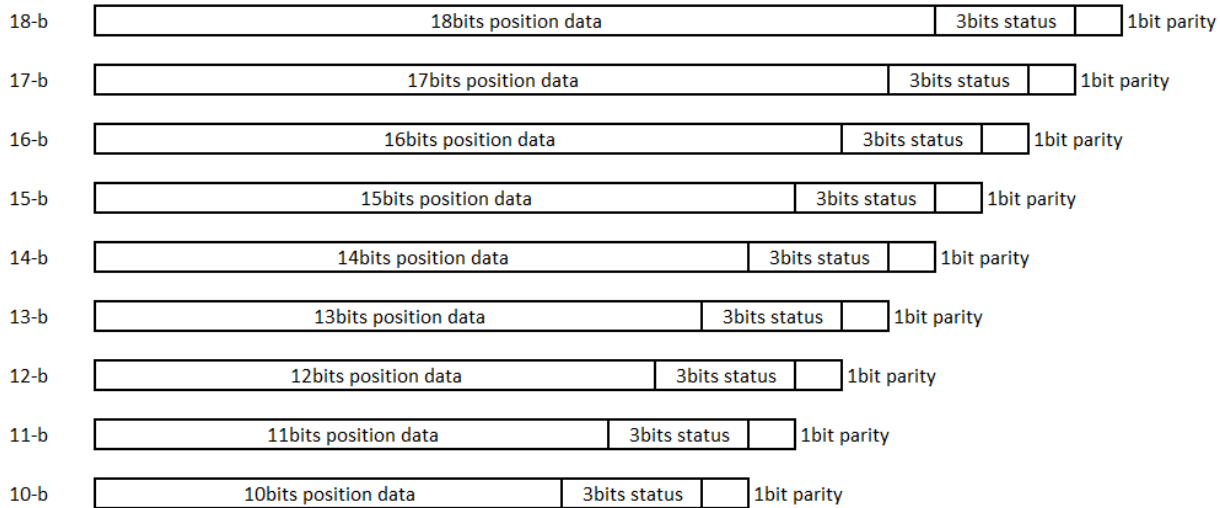 18-b 18bits position data 3bits status 1bit parity
17-b 17bits position data 3bits status 1bit parity
16-b 16bits position data 3bits status 1bit parity
15-b 15bits position data 3bits status 1bit parity
14-b 14bits position data 3bits status 1bit parity
13-b 13bits position data 3bits status 1bit parity
12-b 12bits position data 3bits status 1bit parity
11-b 11bits position data 3bits status 1bit parity
10-b 10bits position data 3bits status 1bit parity